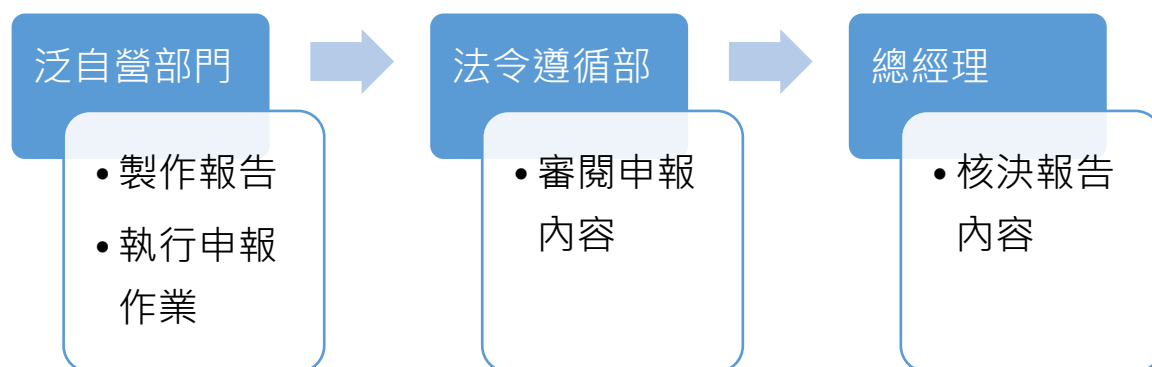 泛自營部門
• 製作報告
• 執行申報
作業
法令遵循部
• 審閱申報
內容
總經理
• 核決報告
內容